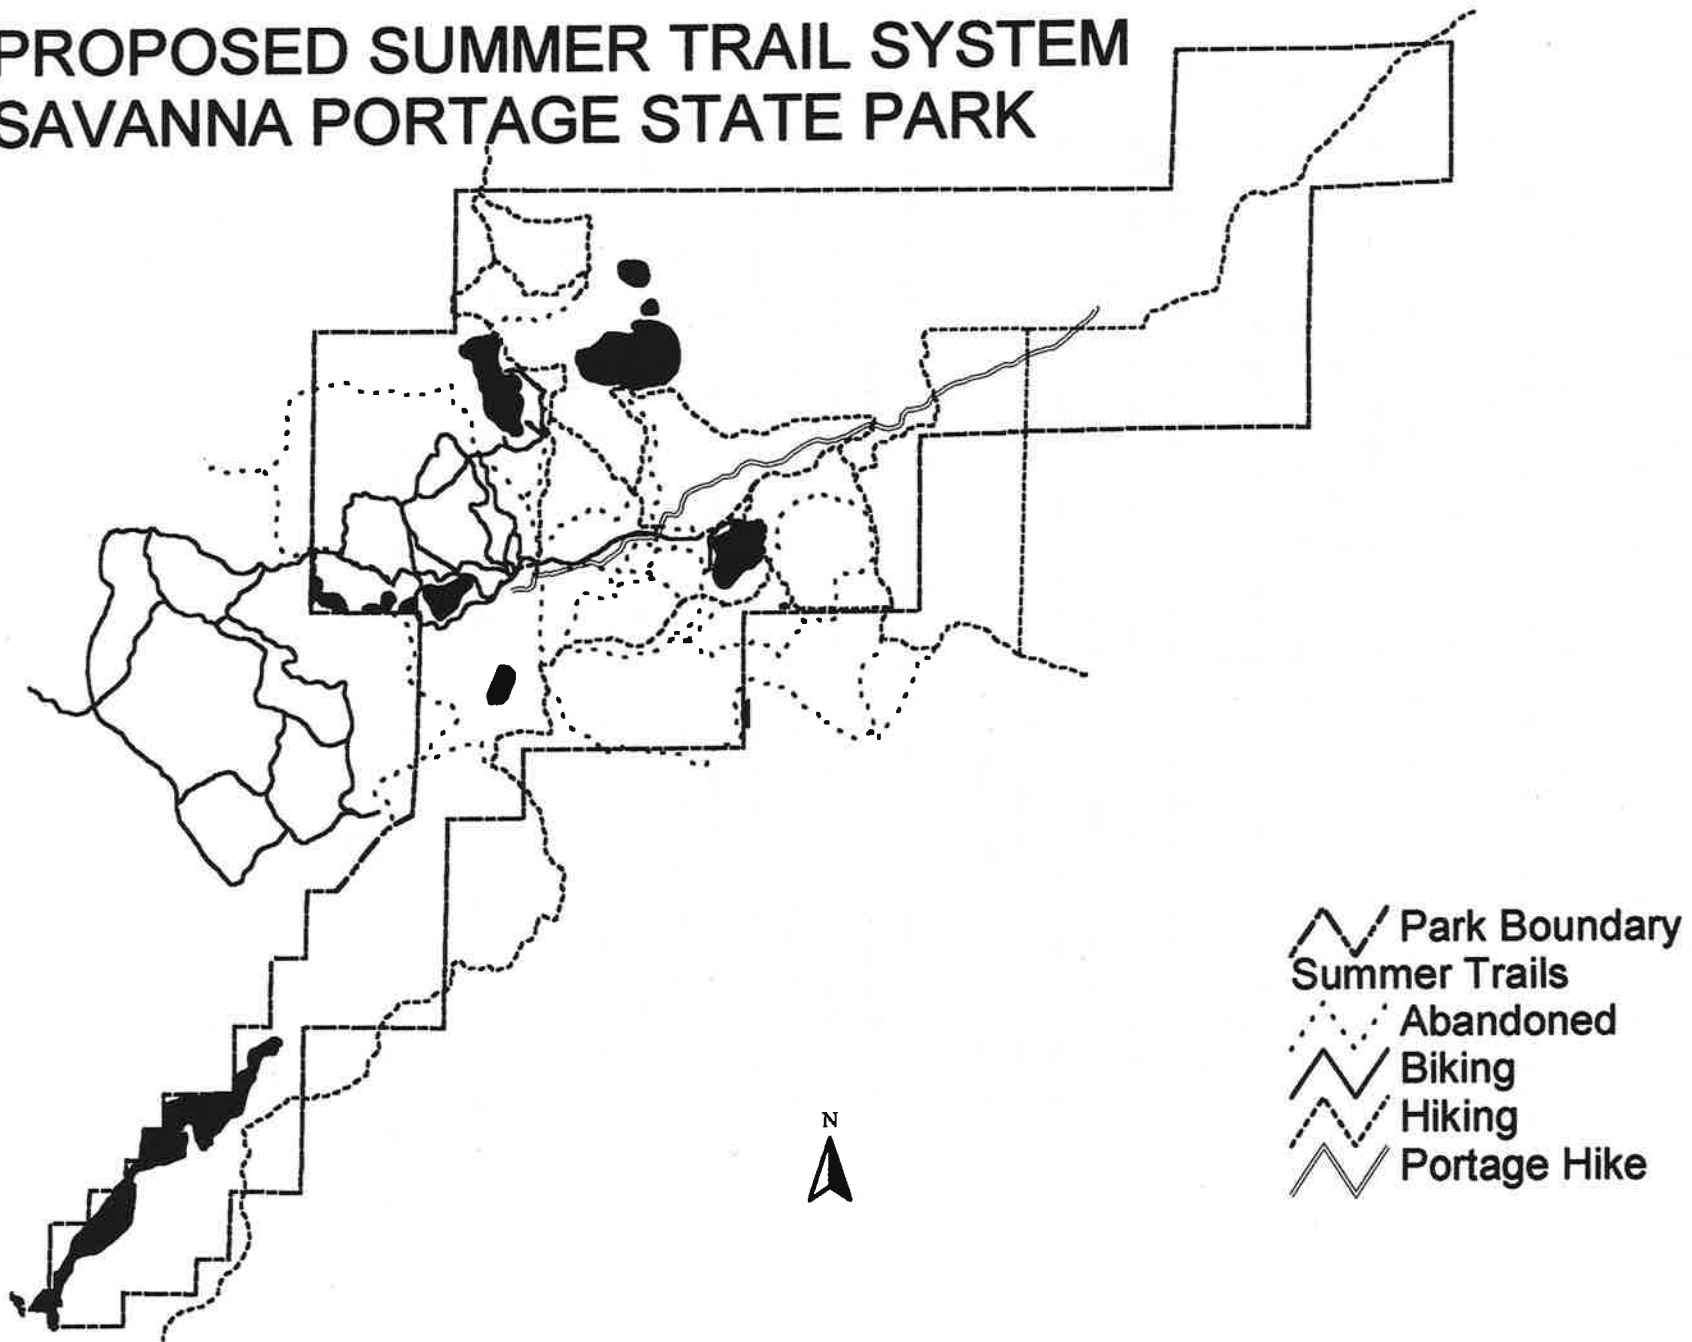 PROPOSED SUMMER TRAIL SYSTEM
SAVANNA PORTAGE STATE PARK
Park Boundary
Summer Trails
Abandoned
Biking
Hiking
Portage Hike
N